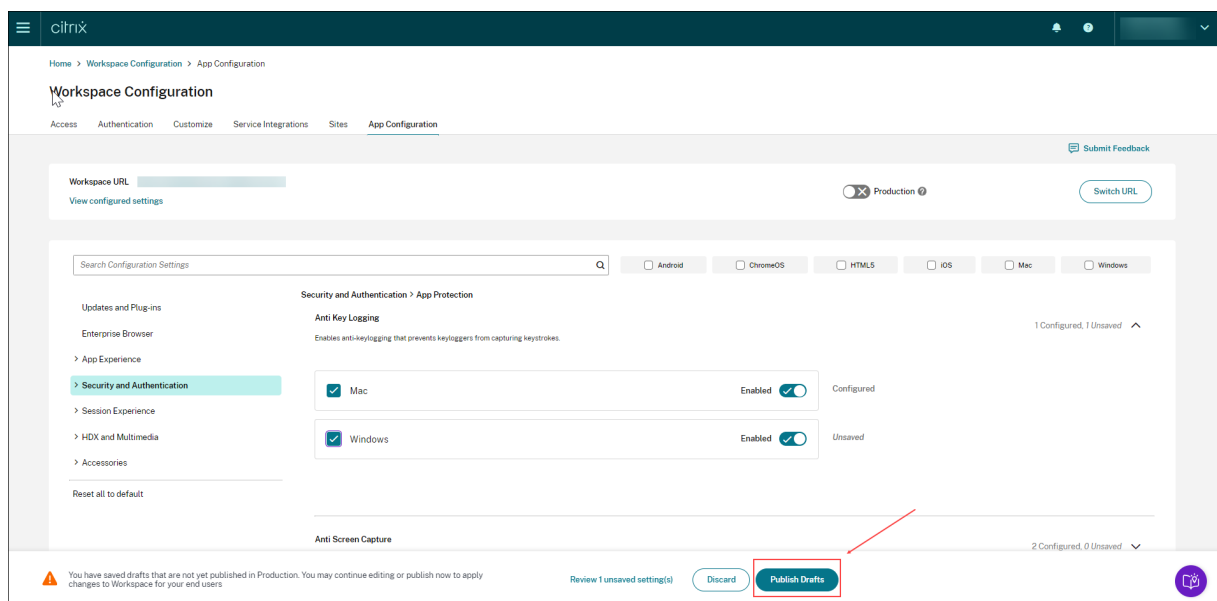 citrix
Home > Workspace Configuration > App Configuration
Workspace Configuration
Access Authentication Customize Service Integrations Sites App Configuration
Submit Feedback
Workspace URL
View configured settings
Production
Switch URL
Search Configuration Settings
Android ChromeOS HTML5 iOS Mac Windows
Updates and Plug-ins
Enterprise Browser
> App Experience
> Security and Authentication
> Session Experience
> HDX and Multimedia
> Accessories
Reset all to default
Security and Authentication > App Protection
Anti Key Logging
1 Configured, 1 Unsaved
Enables anti-keylogging that prevents keyloggers from capturing keystrokes.
Mac Enabled Configured
Windows Enabled Unsaved
Anti Screen Capture
2 Configured, 0 Unsaved
You have saved drafts that are not yet published in Production. You may continue editing or publish now to apply
changes to Workspace for your end users
Review 1 unsaved setting(s) Discard Publish Drafts